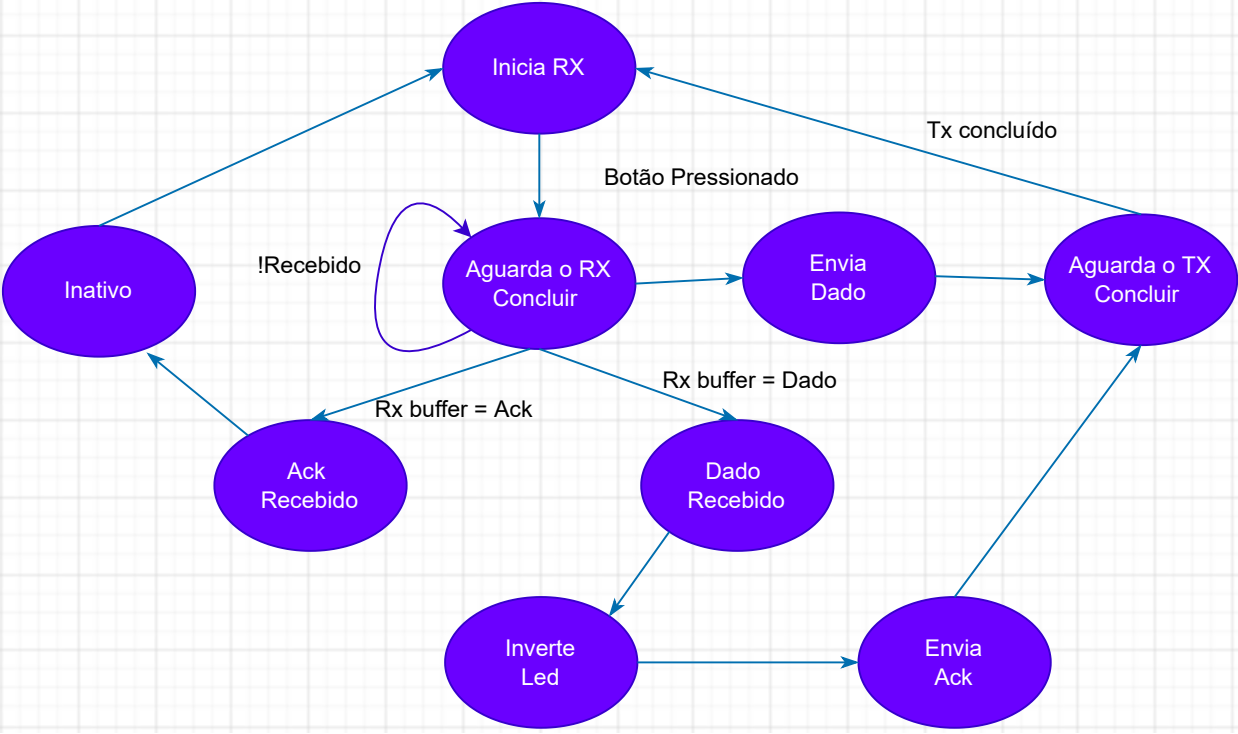 Inicia RX
Tx concluído
Botão Pressionado
!Recebido
Aguarda o RX
Concluir
Envia
Dado
Aguarda o TX
Concluir
Inativo
Rx buffer = Dado
Rx buffer = Ack
Ack
Recebido
Dado
Recebido
Inverte
Led
Envia
Ack